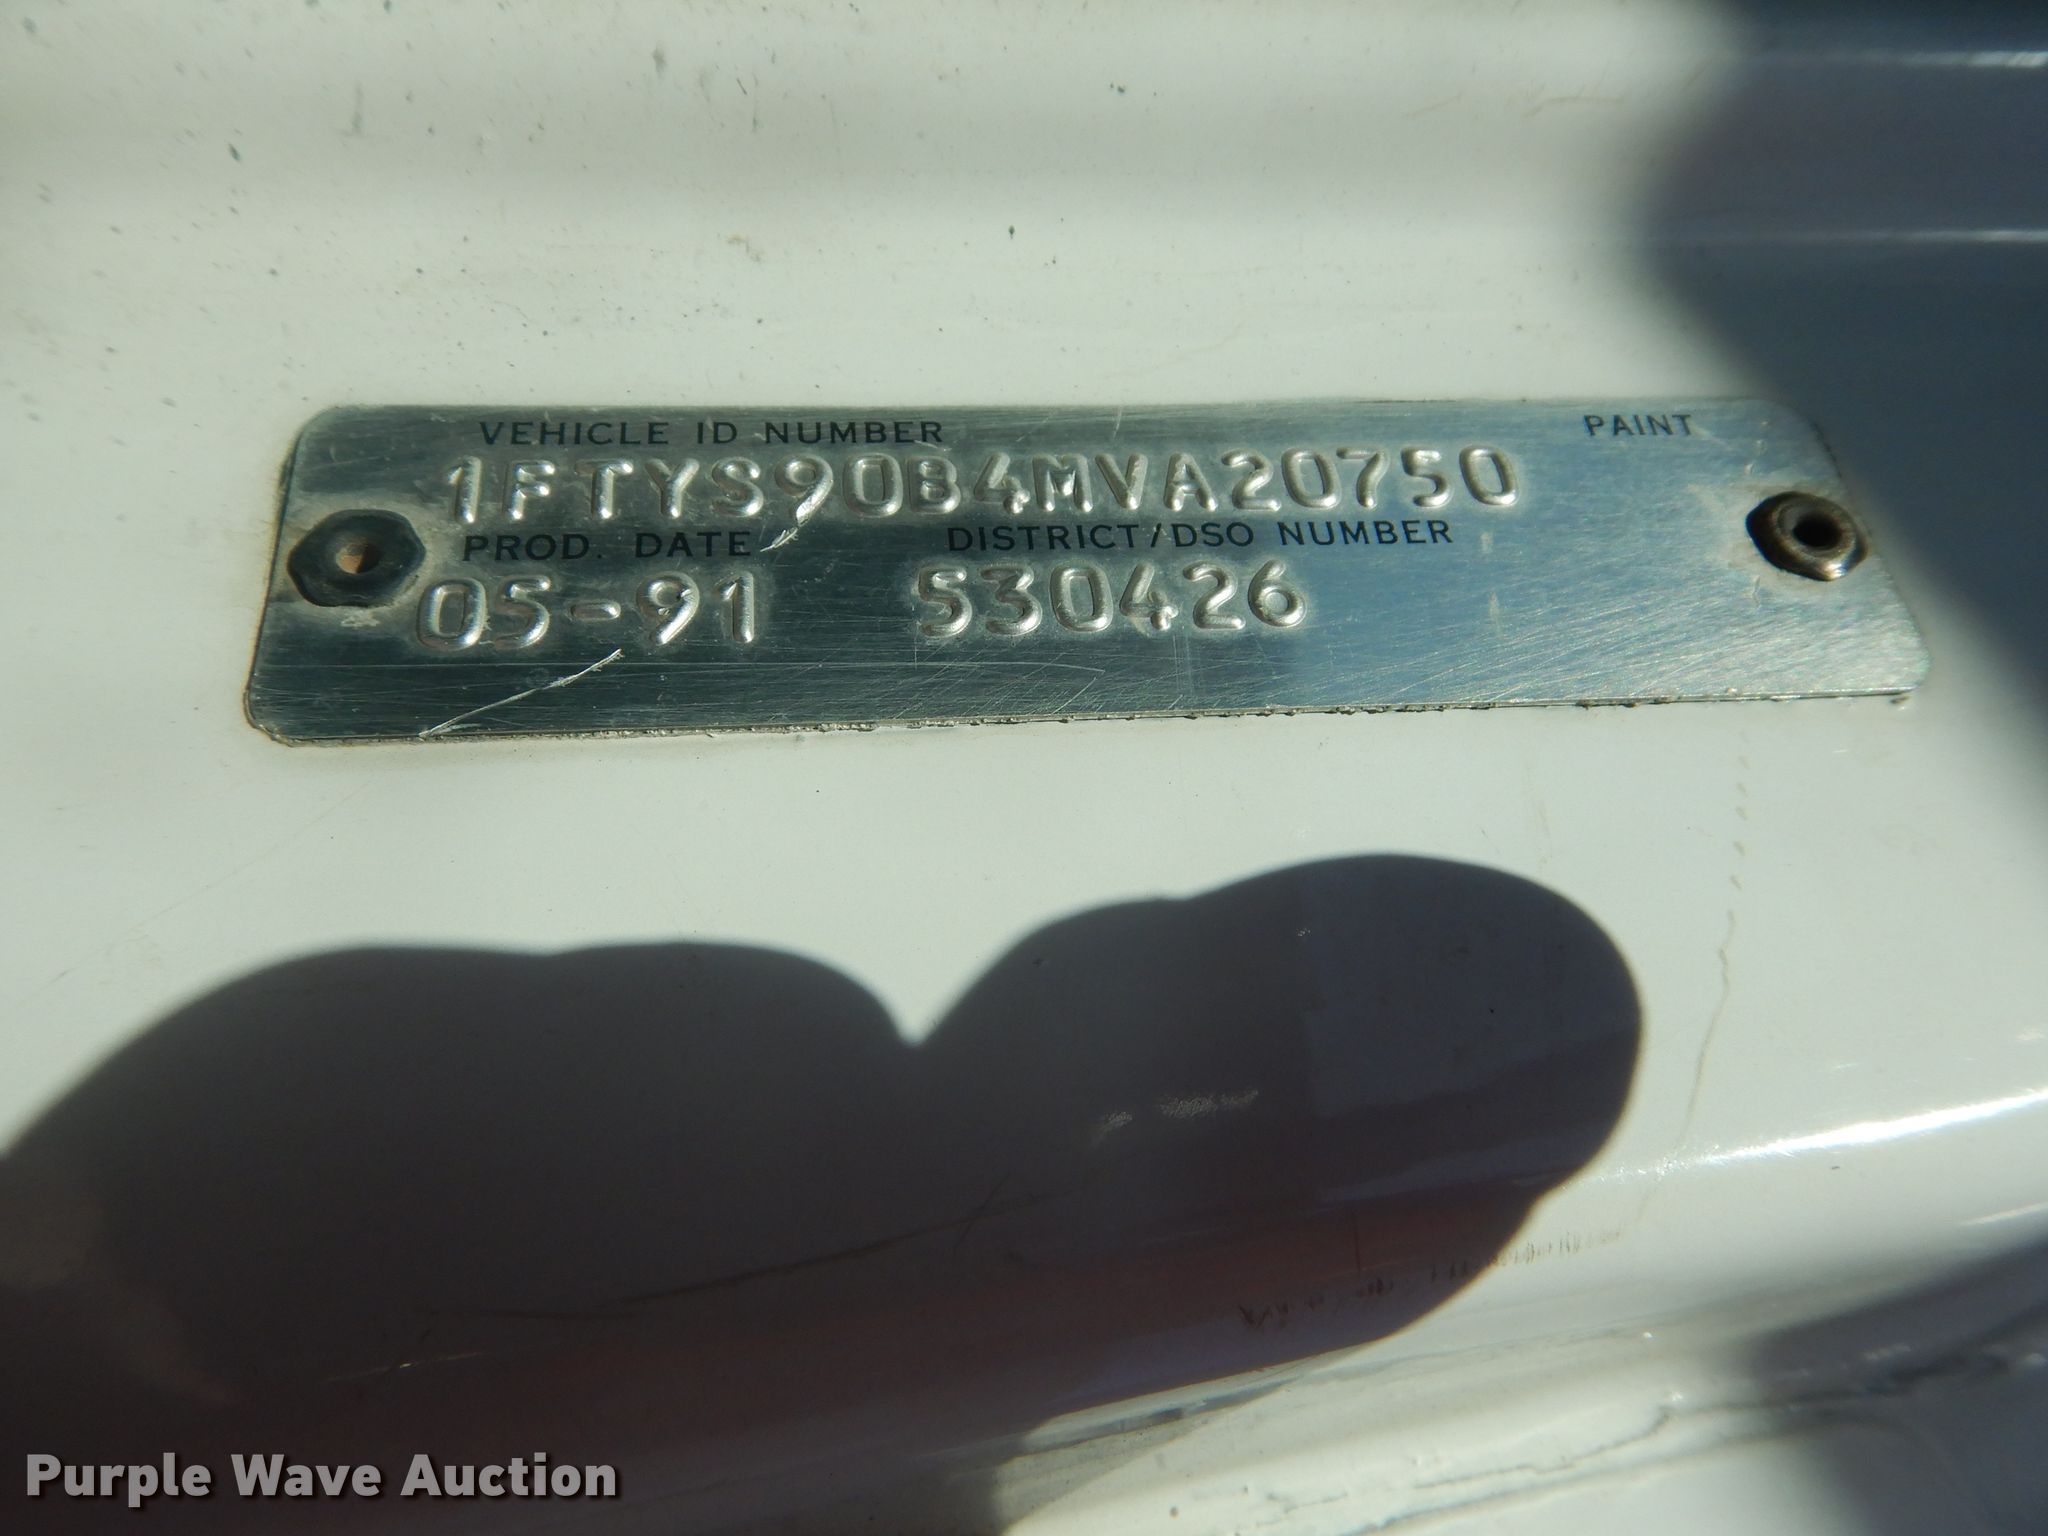 VEHICLE ID NUMBER PAINT
1FTYS90B4MVA20750
PROD. DATE DISTRICT/DSO NUMBER
05-91 530426
Purple Wave Auction